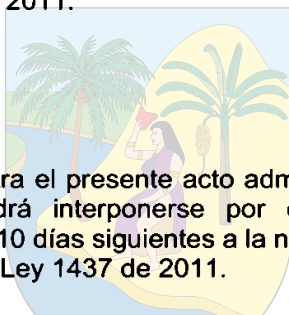 2011.
ra el presente acto adm
drá interponerse por
10 días siguientes a la n
Ley 1437 de 2011.